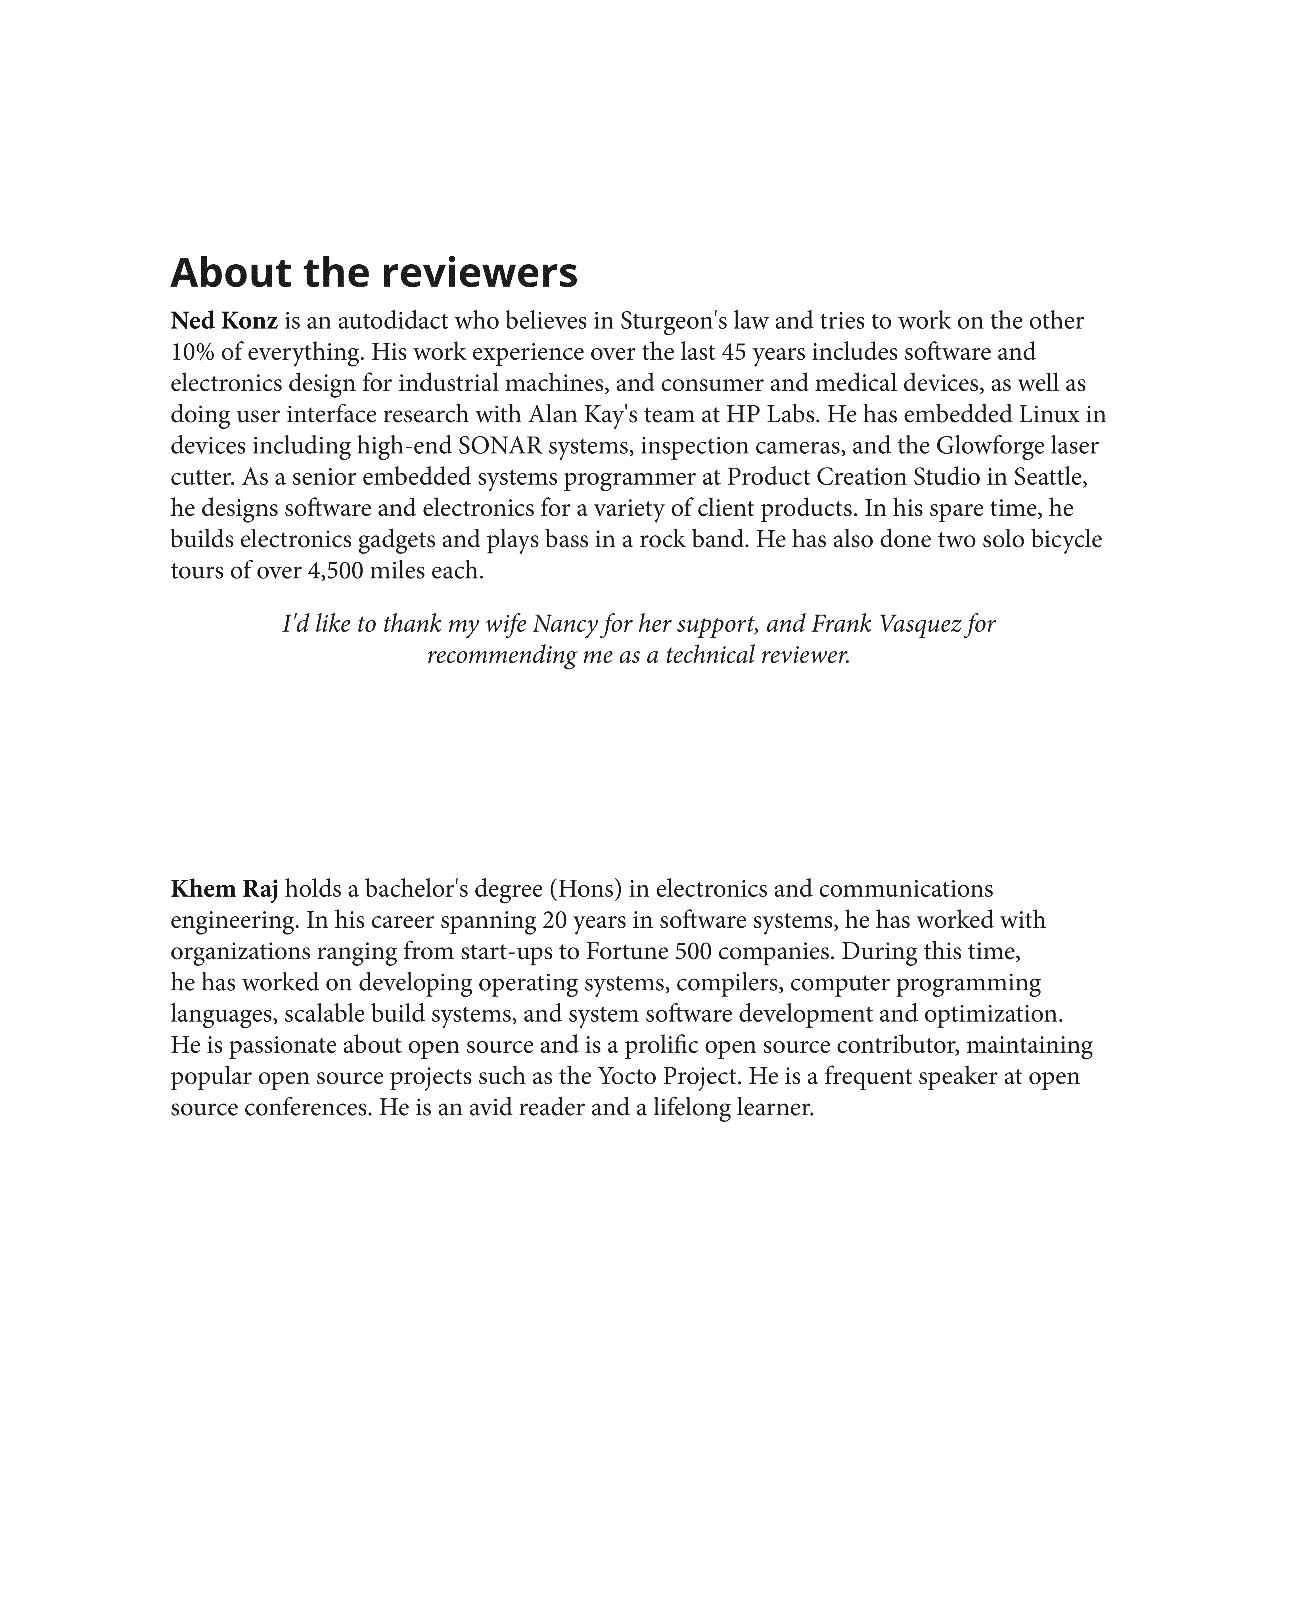 About the reviewers
Ned Konz is an autodidact who believes in Sturgeon's law and tries to work on the other
10% of everything. His work experience over the last 45 years includes software and
electronics design for industrial machines, and consumer and medical devices, as well as
doing user interface research with Alan Kay's team at HP Labs. He has embedded Linux in
devices including high-end SONAR systems, inspection cameras, and the Glowforge laser
cutter. As a senior embedded systems programmer at Product Creation Studio in Seattle,
he designs software and electronics for a variety of client products. In his spare time, he
builds electronics gadgets and plays bass in a rock band. He has also done two solo bicycle
tours of over 4,500 miles each.
I'd like to thank my wife Nancy for her support, and Frank Vasquez for
recommending me as a technical reviewer.
Khem Raj holds a bachelor's degree (Hons) in electronics and communications
engineering. In his career spanning 20 years in software systems, he has worked with
organizations ranging from start-ups to Fortune 500 companies. During this time,
he has worked on developing operating systems, compilers, computer programming
languages, scalable build systems, and system software development and optimization.
He is passionate about open source and is a prolific open source contributor, maintaining
popular open source projects such as the Yocto Project. He is a frequent speaker at open
source conferences. He is an avid reader and a lifelong learner.